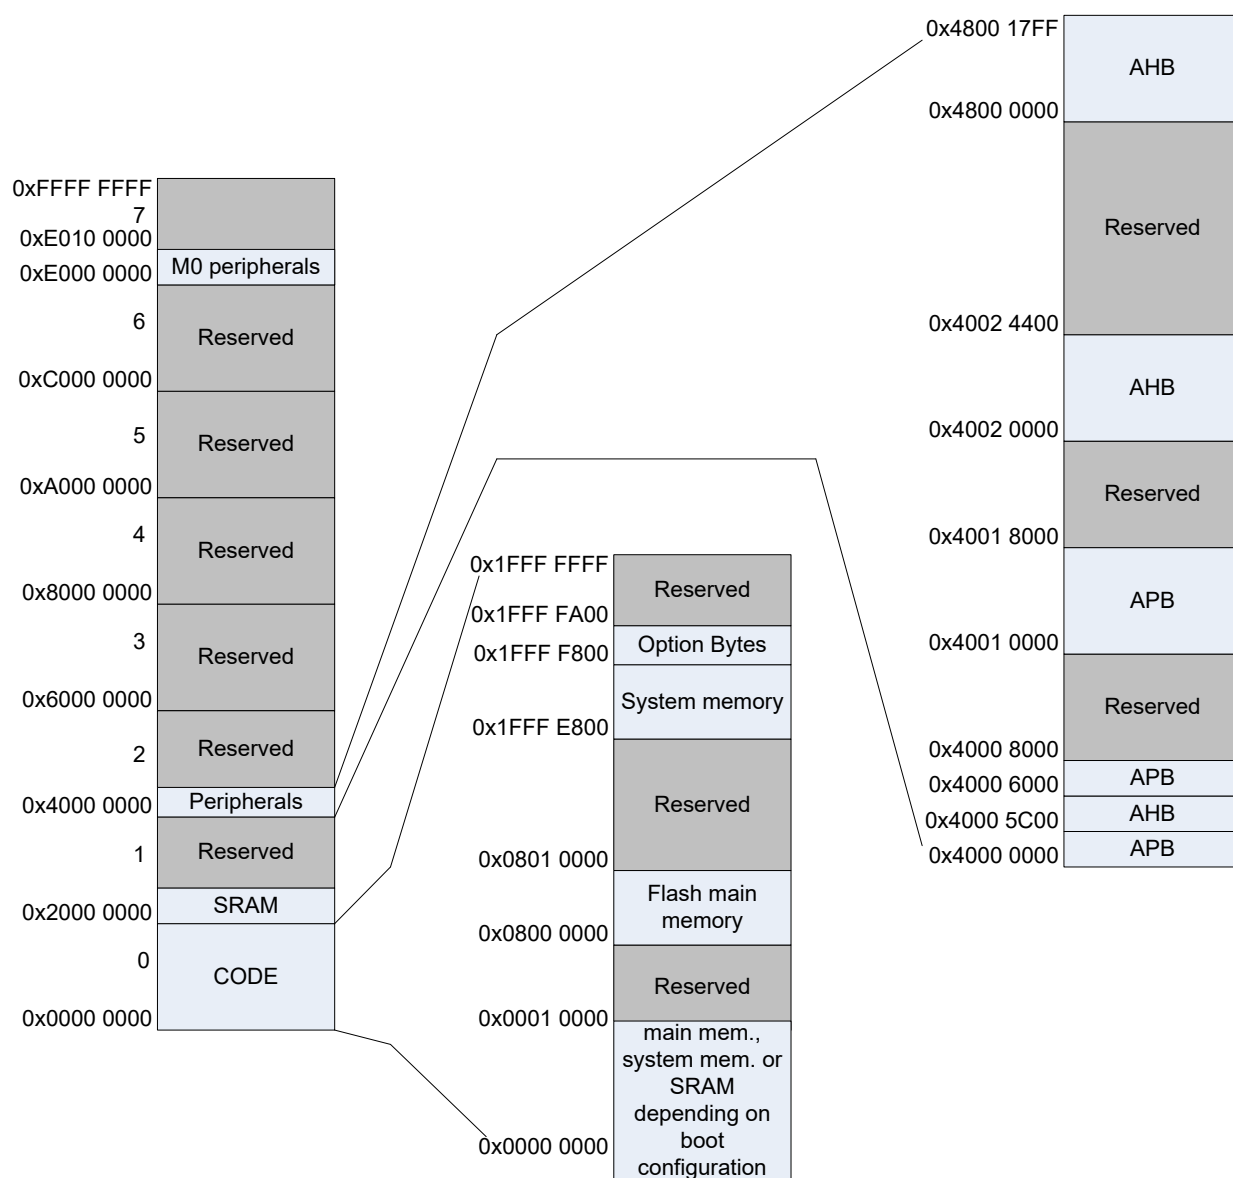 0xFFFF FFFF
7
0xE010 0000
M0 peripherals
0xE000 0000
6
Reserved
0xC000 0000
5
Reserved
0xA000 0000
4
Reserved
0x8000 0000
3
Reserved
0x6000 0000
2
Reserved
0x4000 0000
Peripherals
1
Reserved
0x2000 0000
SRAM
0
CODE
0x0000 0000
0x1FFF FFFF
Reserved
0x1FFF FA00
Option Bytes
0x1FFF F800
System memory
0x1FFF E800
Reserved
0x0801 0000
Flash main
memory
0x0800 0000
Reserved
0x0001 0000
main mem.,
system mem. or
SRAM
depending on
boot
configuration
0x0000 0000
0x4800 17FF
AHB
0x4800 0000
Reserved
0x4002 4400
AHB
0x4002 0000
Reserved
0x4001 8000
APB
0x4001 0000
Reserved
0x4000 8000
APB
0x4000 6000
AHB
0x4000 5C00
APB
0x4000 0000